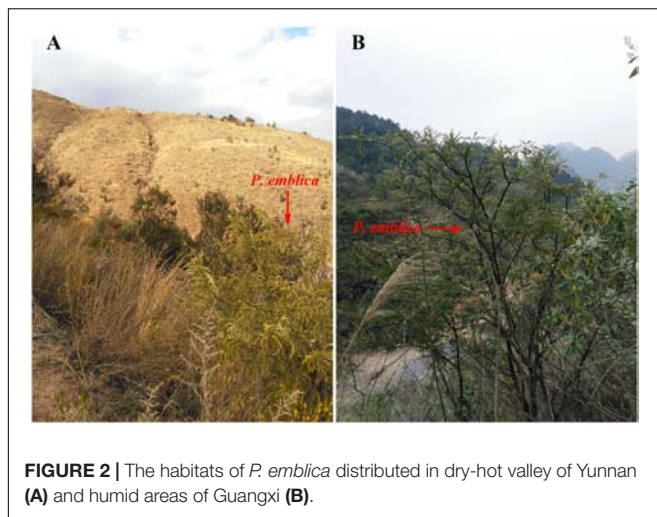 A
B
P. emblica
P. emblica
FIGURE 2 | The habitats of P. emblica distributed in dry-hot valley of Yunnan
(A) and humid areas of Guangxi (B).